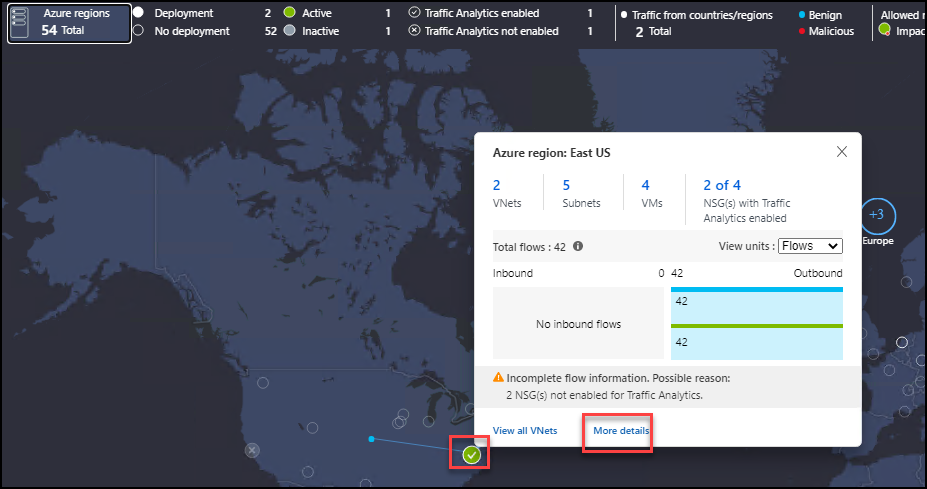 Azure regions
54 Total
Deployment 2
No deployment 52
Active 1
Inactive 1
Traffic Analytics enabled 1
Traffic Analytics not enabled 1
Traffic from countries/regions
2 Total
Benign
Malicious
Allowed
Impac
Azure region: East US
2
VNets
5
Subnets
4
VMs
2 of 4
NSG(s) with Traffic
Analytics enabled
Total flows : 42
View units : Flows
Inbound 0
42 Outbound
No inbound flows
42
42
Incomplete flow information. Possible reason:
2 NSG(s) not enabled for Traffic Analytics.
View all VNets
More details
+3
Europe